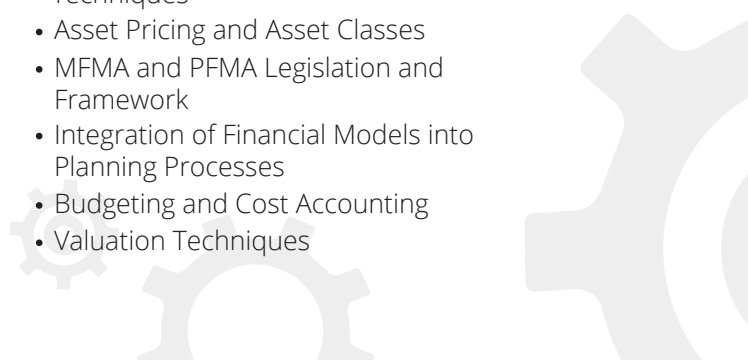 Techniques
• Asset Pricing and Asset Classes
• MFMA and PFMA Legislation and
Framework
• Integration of Financial Models into
Planning Processes
• Budgeting and Cost Accounting
• Valuation Techniques